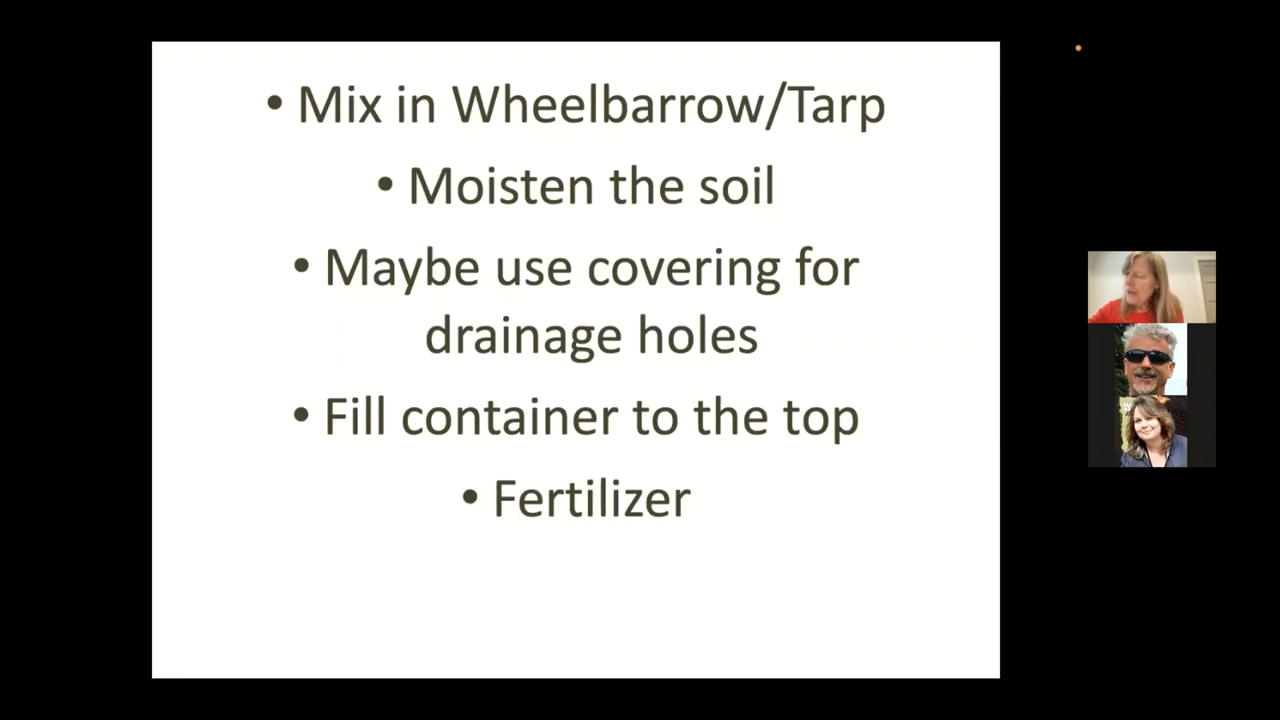 • Mix in Wheelbarrow/Tarp
• Moisten the soil
• Maybe use covering for
drainage holes
• Fill container to the top
• Fertilizer